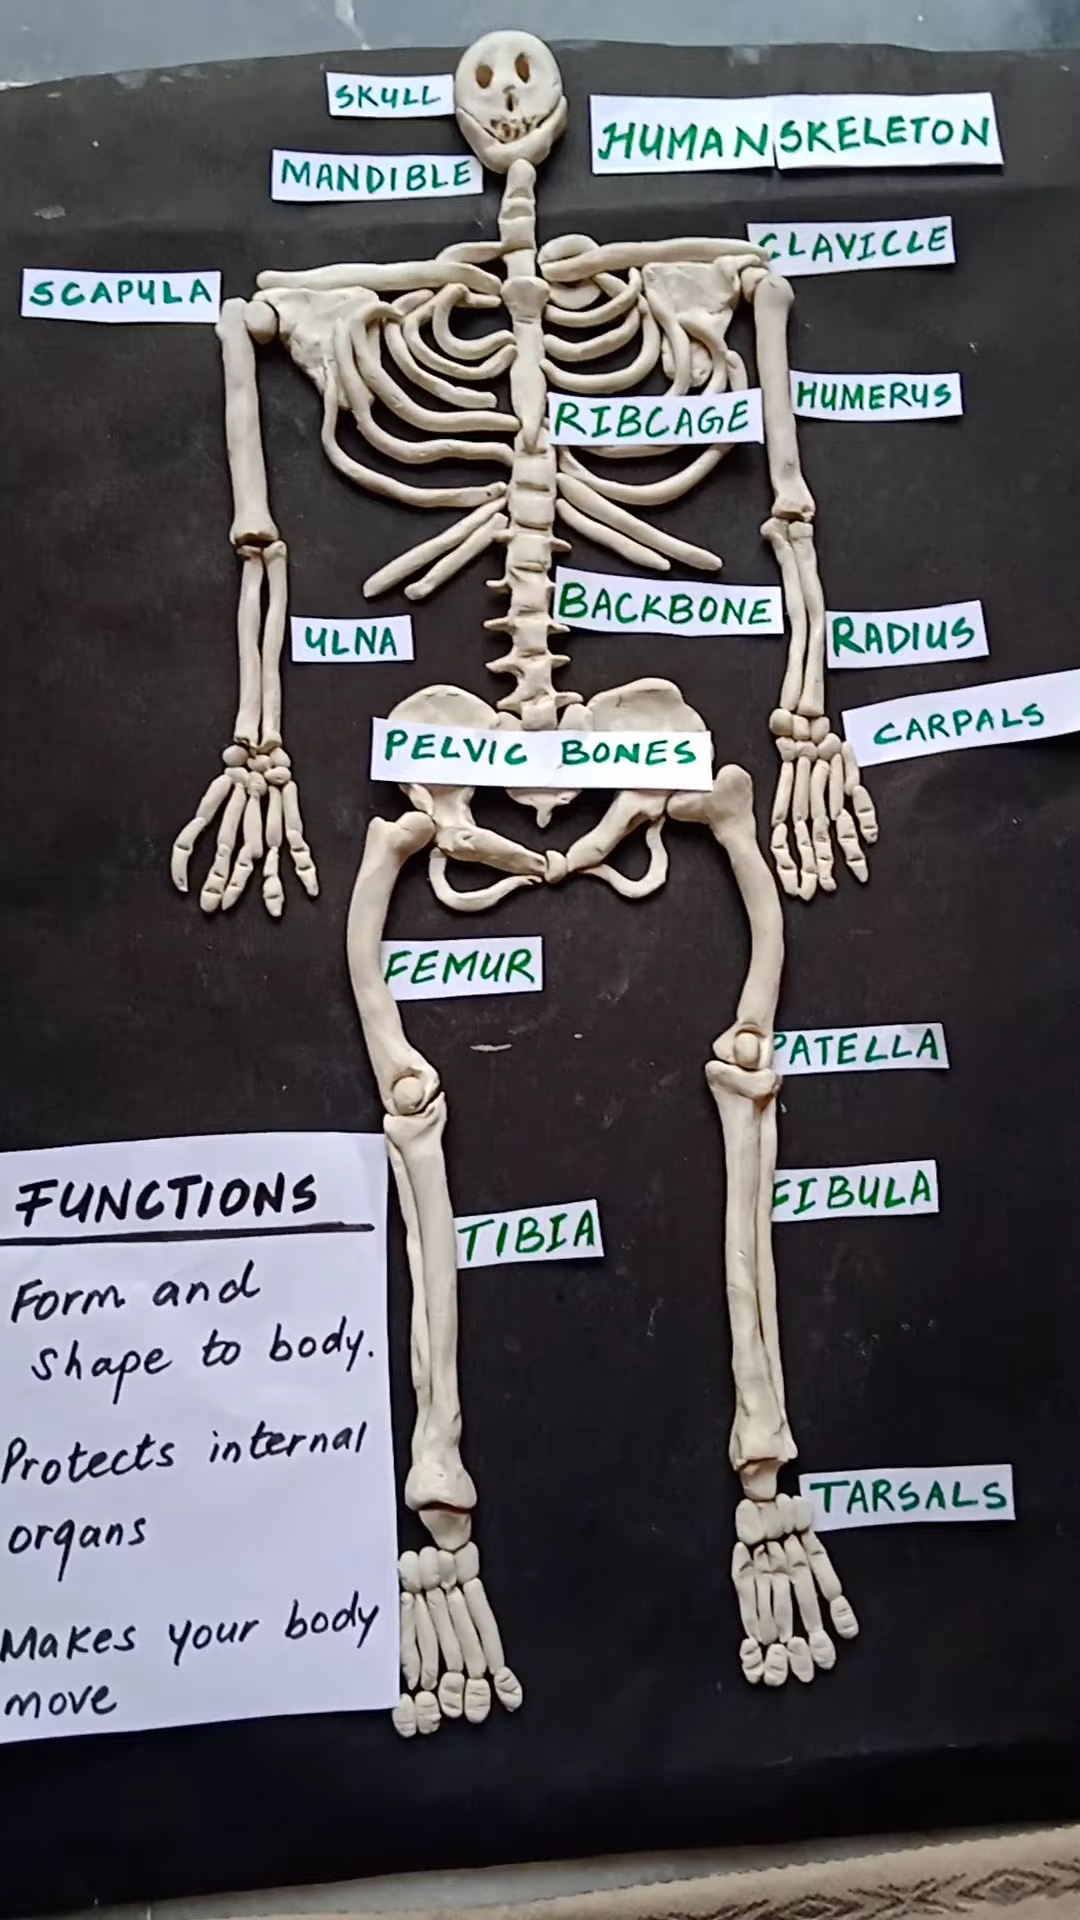 SKULL
HUMAN SKELETON
MANDIBLE
CLAVICLE
SCAPULA
HUMERUS
RIBCAGE
BACKBONE
ULNA
RADIUS
CARPALS
PELVIC BONES
FEMUR
PATELLA
FIBULA
TIBIA
TARSALS
FUNCTIONS
Form and
shape to body.
Protects internal
organs
Makes your body
move